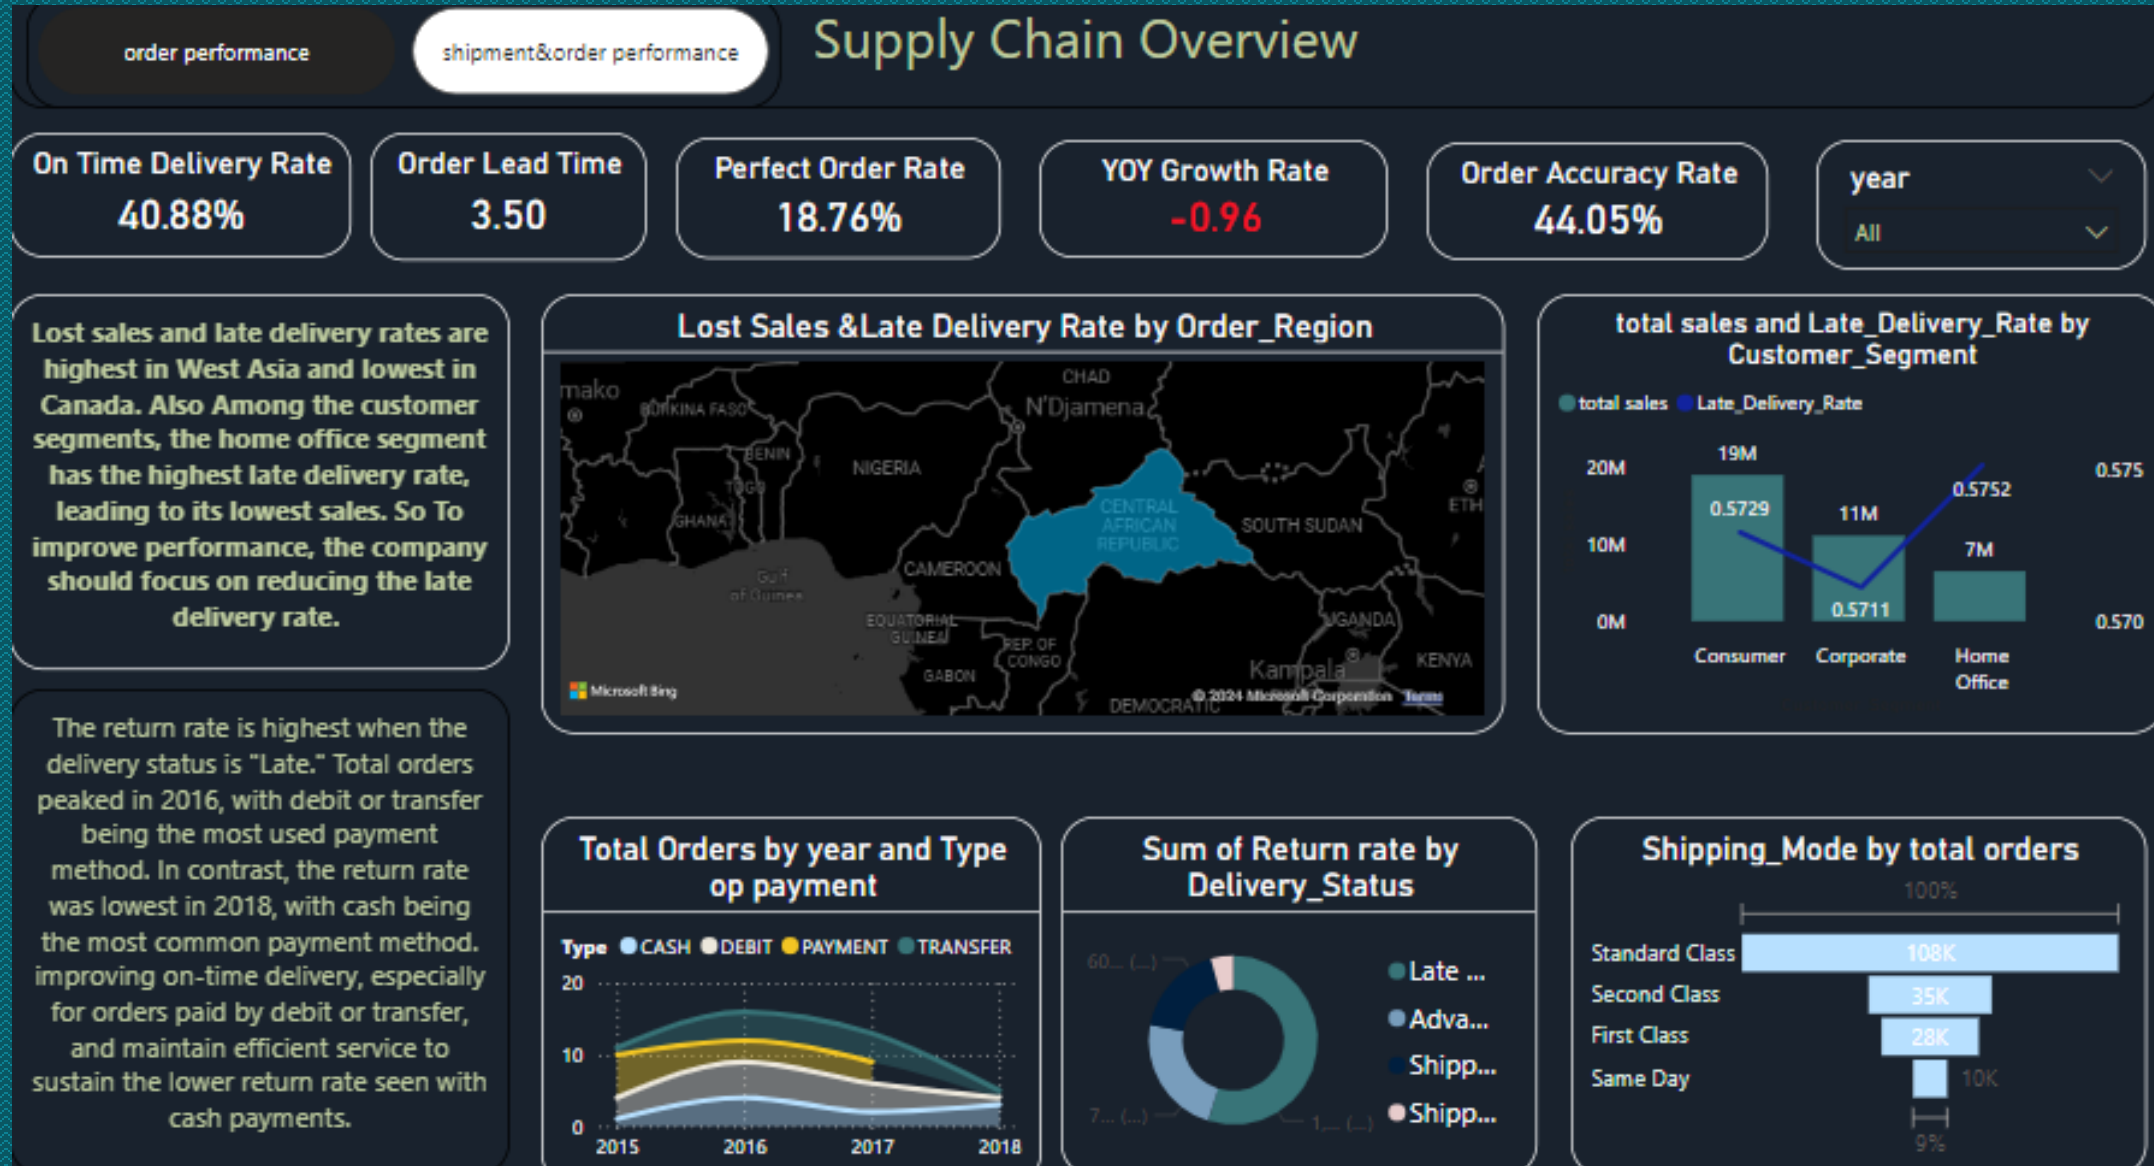 order performance
shipment&order performance
Supply Chain Overview
On Time Delivery Rate
40.88%
Order Lead Time
3.50
Perfect Order Rate
18.76%
YOY Growth Rate
-0.96
Order Accuracy Rate
44.05%
year
All
Lost sales and late delivery rates are
highest in West Asia and lowest in
Canada. Also Among the customer
segments, the home office segment
has the highest late delivery rate,
leading to its lowest sales. So To
improve performance, the company
should focus on reducing the late
delivery rate.
The return rate is highest when the
delivery status is "Late." Total orders
peaked in 2016, with debit or transfer
being the most used payment
method. In contrast, the return rate
was lowest in 2018, with cash being
the most common payment method.
improving on-time delivery, especially
for orders paid by debit or transfer,
and maintain efficient service to
sustain the lower return rate seen with
cash payments.
Lost Sales &Late Delivery Rate by Order_Region
mako
BURKINA FASO
CHAD
N'Djamena
BENIN
NIGERIA
TOGO
GHANA
CENTRAL
AFRICAN
REPUBLIC
SOUTH SUDAN
ETH
CAMEROON
Gulf
of Guinea
EQUATORIAL
GUINEA
REP. OF
CONGO
GABON
UGANDA
Kampala
KENYA
DEMOCRATIC
Microsoft Bing
© 2024 Microsoft Corporation Terms
total sales and Late_Delivery_Rate by
Customer_Segment
total sales Late_Delivery_Rate
20M
10M
0M
19M
11M
7M
0.5729
0.5711
0.5752
0.575
0.570
Consumer
Corporate
Home
Office
Total Orders by year and Type
op payment
Type CASH DEBIT PAYMENT TRANSFER
20
10
0
2015 2016 2017 2018
Sum of Return rate by
Delivery_Status
60... (...)
7... (...)
1... (...)
Late ...
Adva...
Shipp...
Shipp...
Shipping_Mode by total orders
100%
Standard Class 108K
Second Class 35K
First Class 28K
Same Day 10K
9%